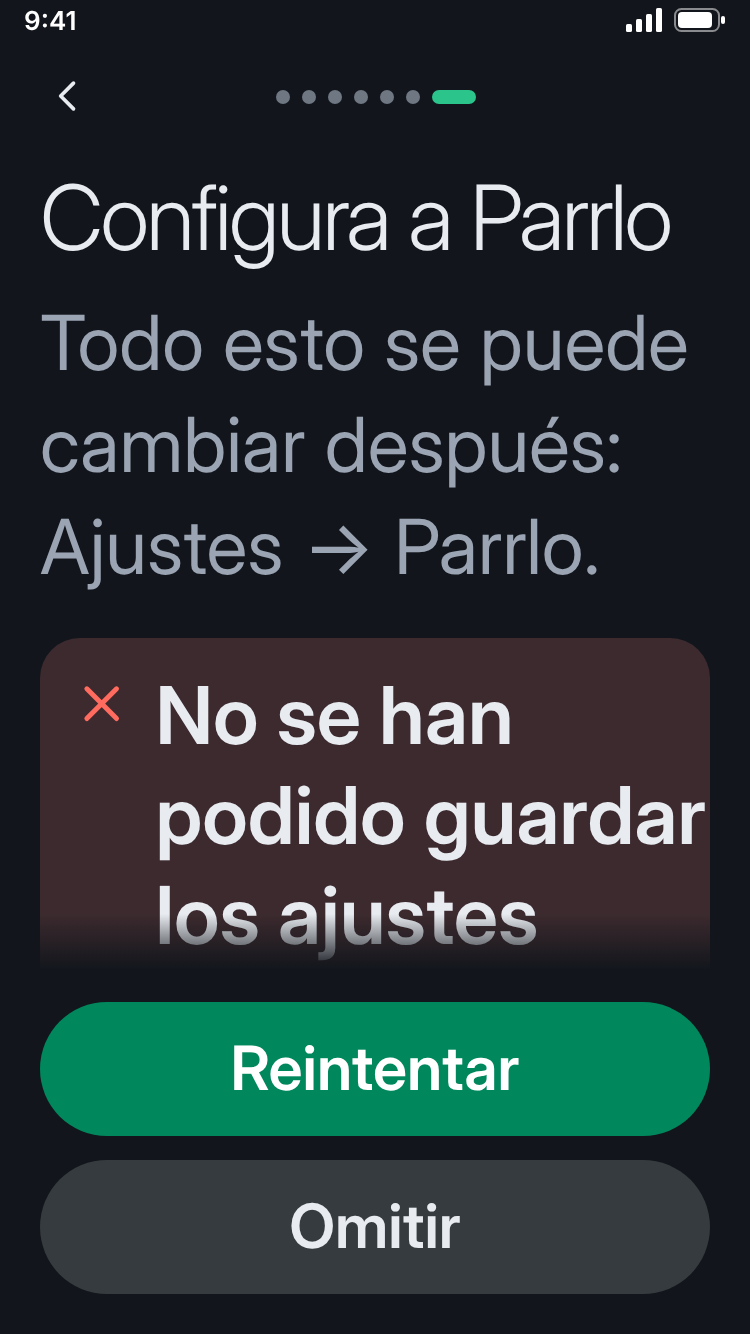 9:41
Configura a Parrlo
Todo esto se puede
cambiar después:
Ajustes → Parrlo.
No se han
podido guardar
los ajustes
Reintentar
Omitir